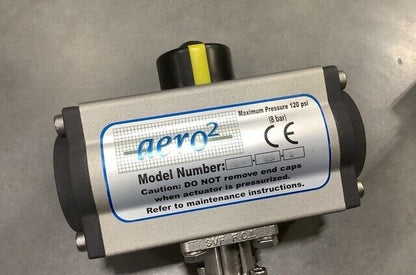 aero²
Maximum Pressure 120 psi
(8 bar)
CE
Model Number:
Caution: DO NOT remove end caps
when actuator is pressurized.
Refer to maintenance instructions.
SVF